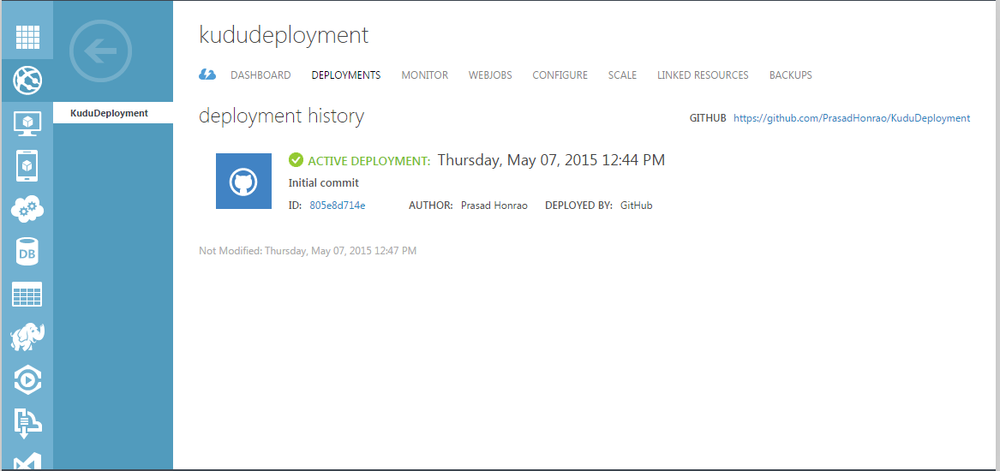 kududeployment
DASHBOARD DEPLOYMENTS MONITOR WEBJOBS CONFIGURE SCALE LINKED RESOURCES BACKUPS
KuduDeployment
deployment history
GITHUB https://github.com/PrasadHonrao/KuduDeployment
ACTIVE DEPLOYMENT: Thursday, May 07, 2015 12:44 PM
Initial commit
ID: 805e8d714e AUTHOR: Prasad Honrao DEPLOYED BY: GitHub
DB
Not Modified: Thursday, May 07, 2015 12:47 PM